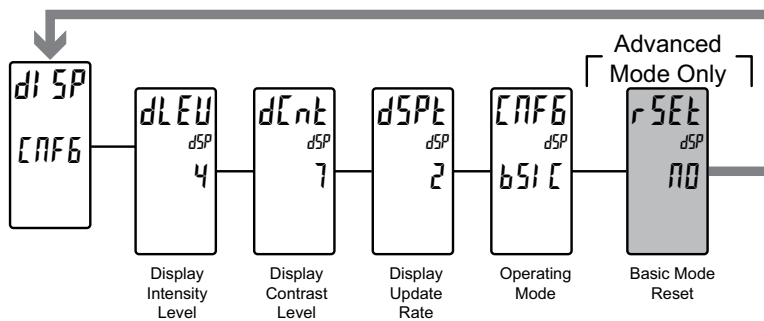 Advanced
Mode Only
dISP
CNFG
dLEV
dSP
4
dCnt
dSP
7
dSPt
dSP
2
CNFG
dSP
bSIC
rSEt
dSP
NO
Display
Intensity
Level
Display
Contrast
Level
Display
Update
Rate
Operating
Mode
Basic Mode
Reset